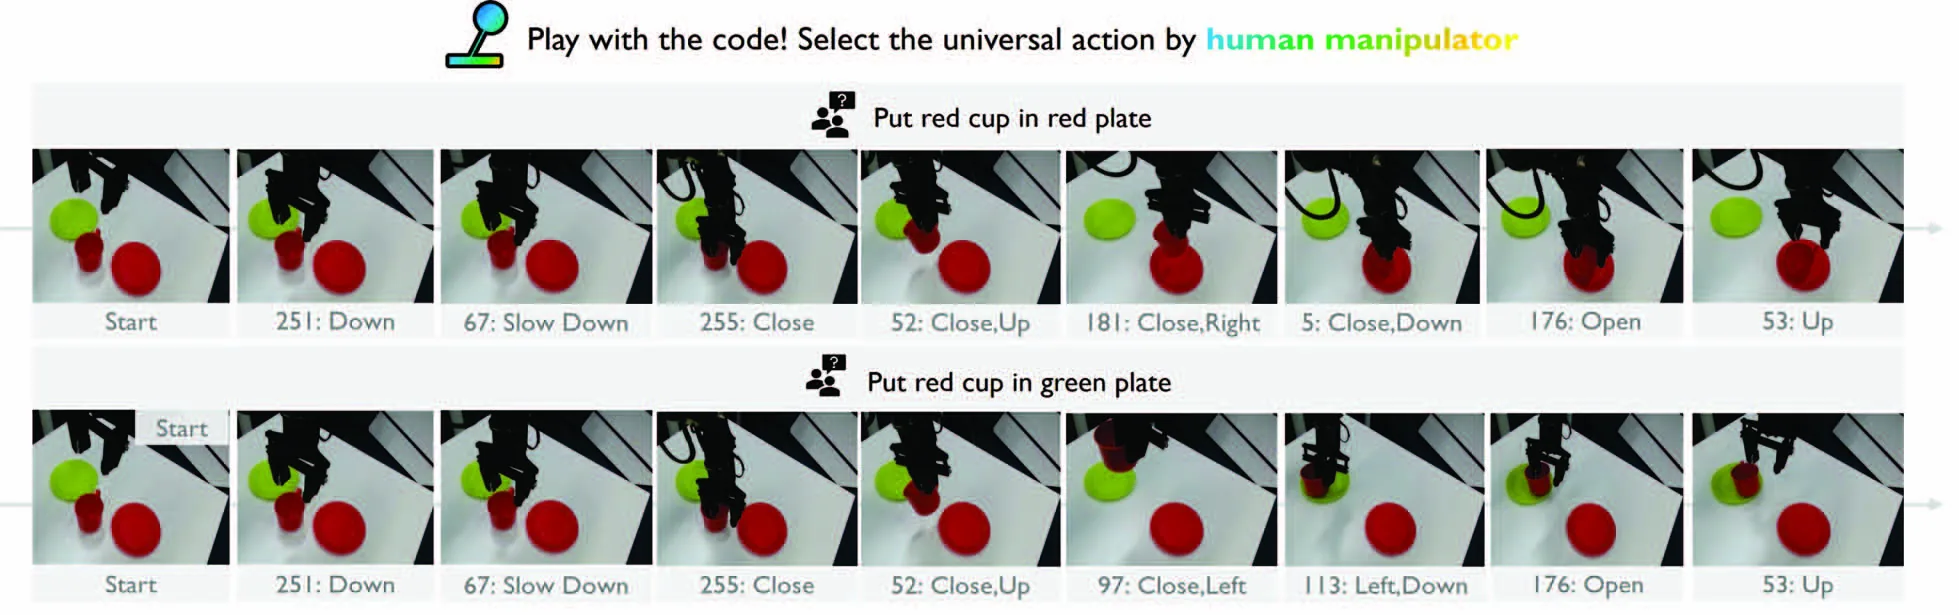 Play with the code! Select the universal action by human manipulator
?
Put red cup in red plate
Start
251: Down
67: Slow Down
255: Close
52: Close,Up
181: Close,Right
5: Close,Down
176: Open
53: Up
?
Put red cup in green plate
Start
Start
251: Down
67: Slow Down
255: Close
52: Close,Up
97: Close,Left
113: Left,Down
176: Open
53: Up